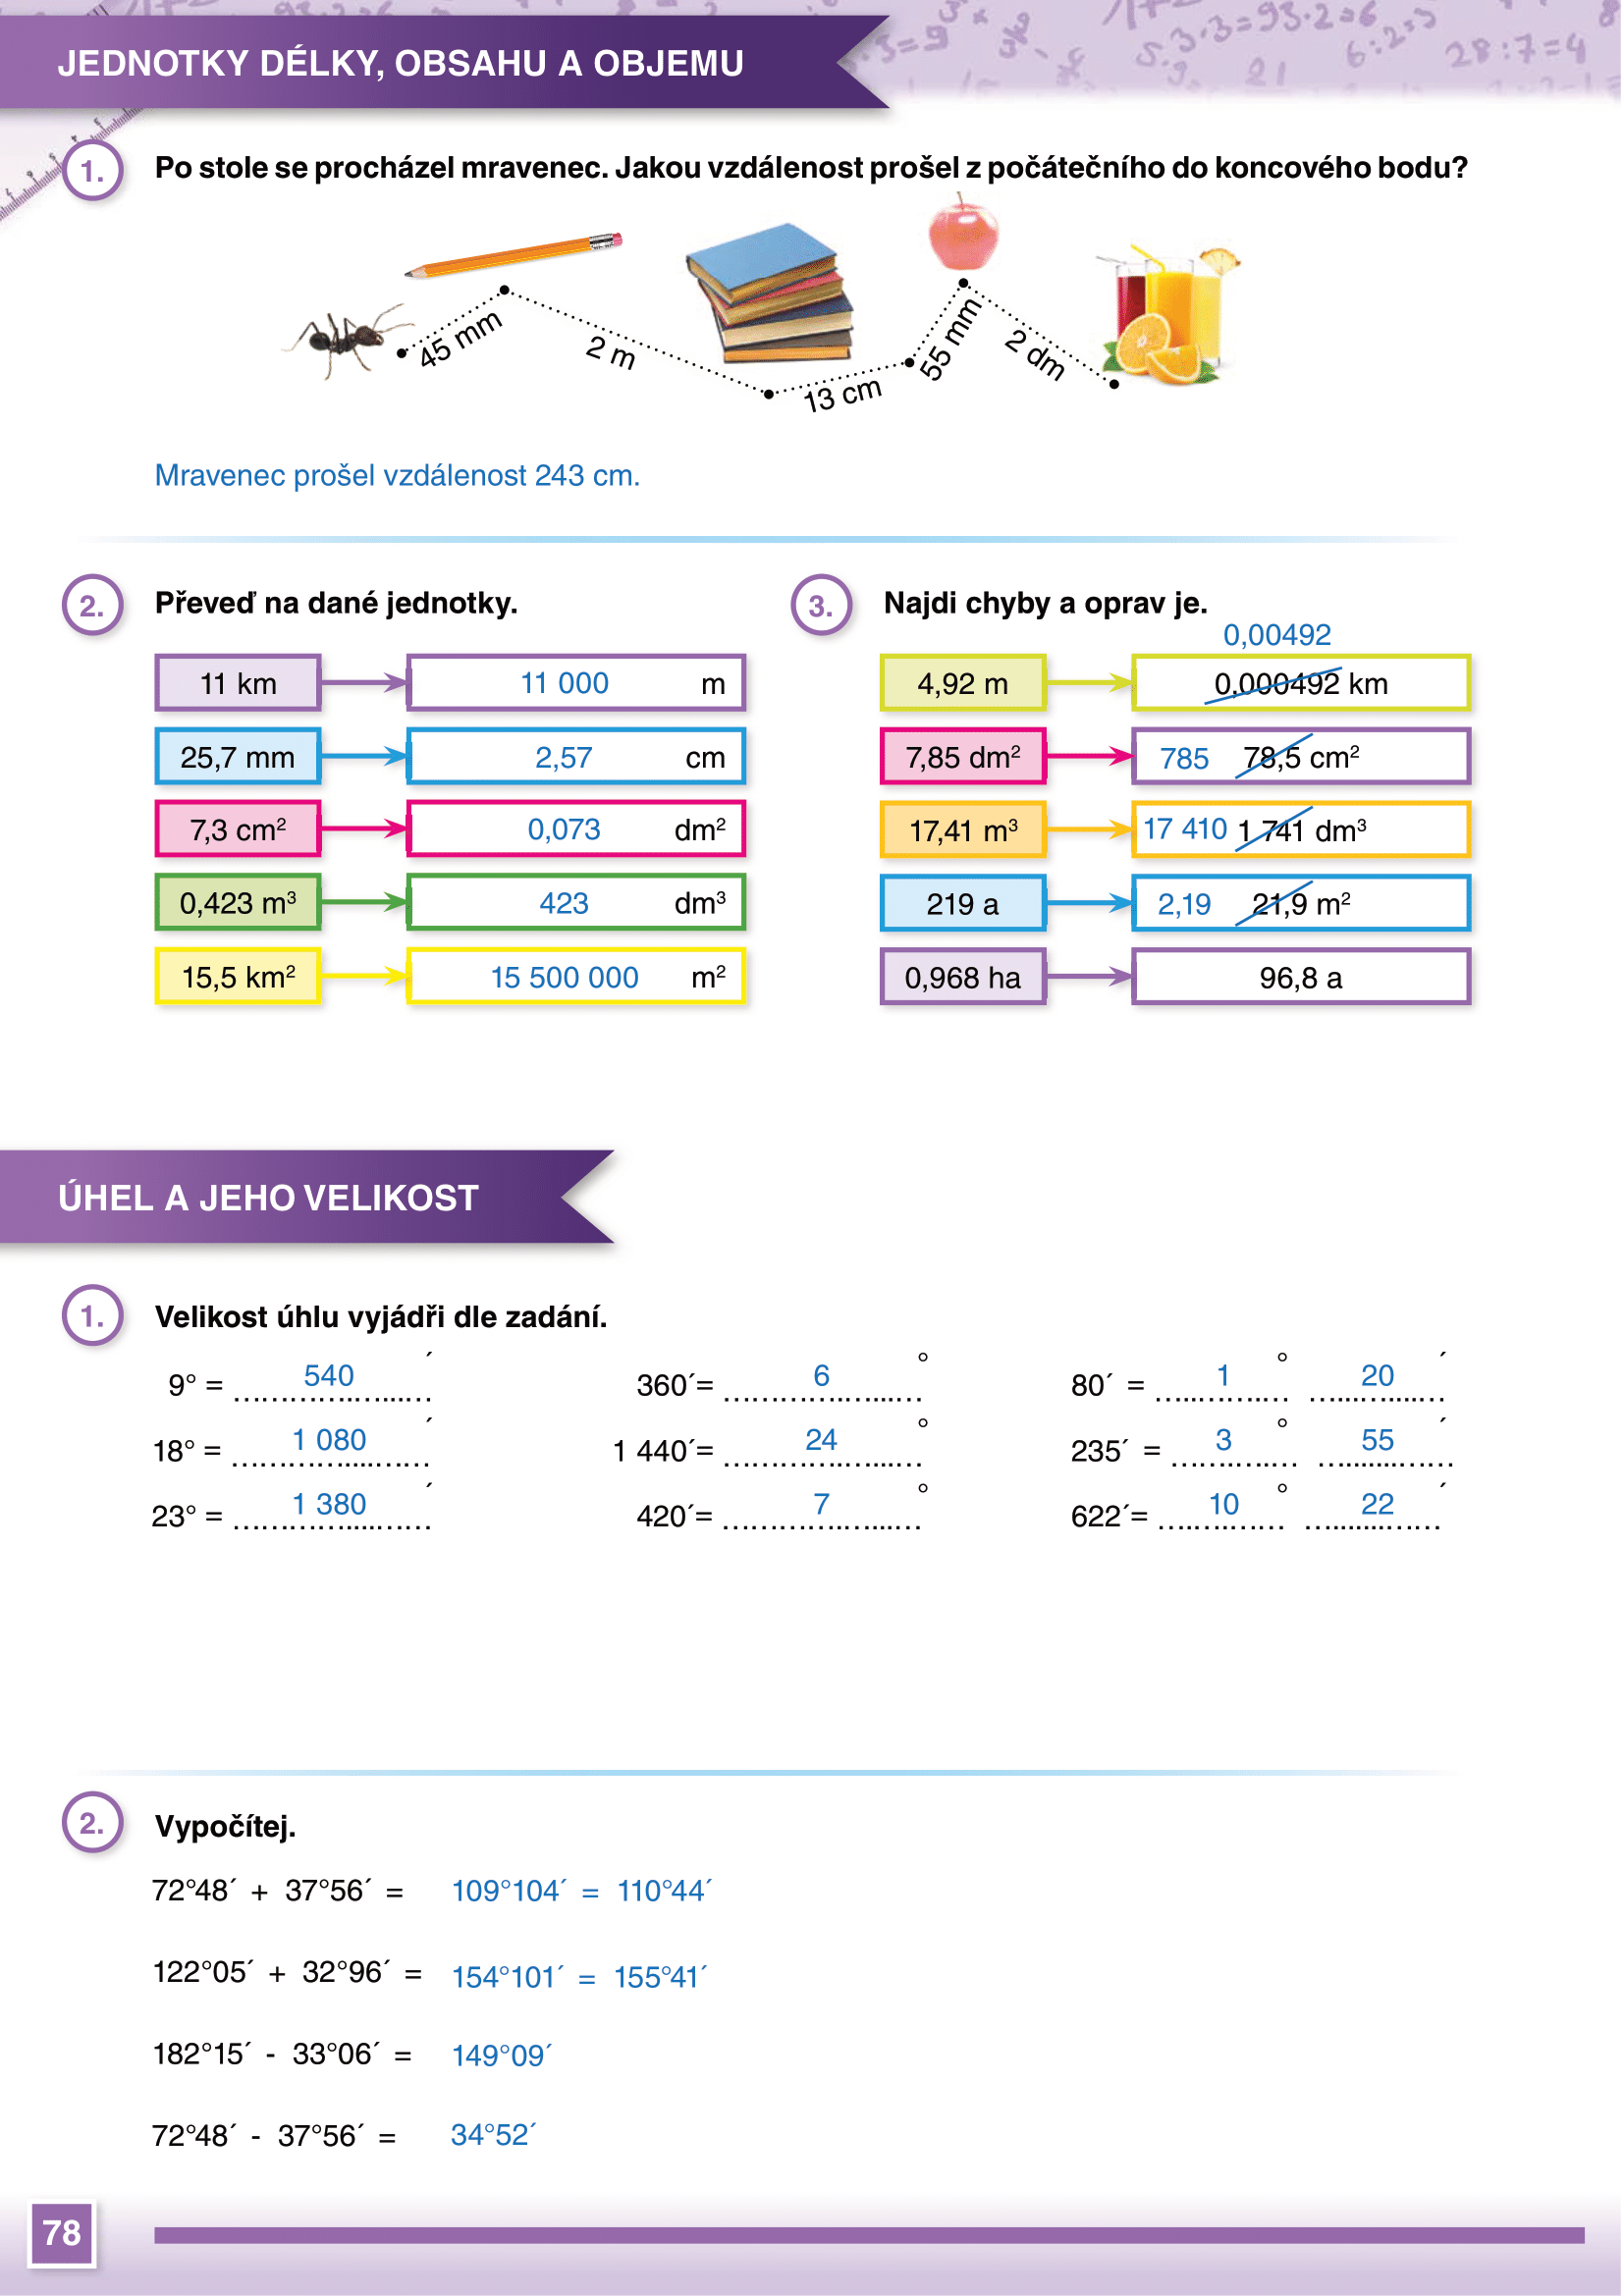 JEDNOTKY DÉLKY, OBSAHU A OBJEMU
1. Po stole se procházel mravenec. Jakou vzdálenost prošel z počátečního do koncového bodu?
45 mm
2 m
13 cm
55 mm
2 dm
Mravenec prošel vzdálenost 243 cm.
2. Převeď na dané jednotky.
11 km 11 000 m
25,7 mm 2,57 cm
7,3 cm² 0,073 dm²
0,423 m³ 423 dm³
15,5 km² 15 500 000 m²
3. Najdi chyby a oprav je.
0,00492
4,92 m 0,000492 km
7,85 dm² 785 78,5 cm²
17,41 m³ 17 410 1 741 dm³
219 a 2,19 21,9 m²
0,968 ha 96,8 a
ÚHEL A JEHO VELIKOST
1. Velikost úhlu vyjádři dle zadání.
9° = 540 ´ 360´= 6 ° 80´ = 1 ° 20 ´
18° = 1 080 ´ 1 440´= 24 ° 235´ = 3 ° 55 ´
23° = 1 380 ´ 420´= 7 ° 622´= 10 ° 22 ´
2. Vypočítej.
72°48´ + 37°56´ = 109°104´ = 110°44´
122°05´ + 32°96´ = 154°101´ = 155°41´
182°15´ - 33°06´ = 149°09´
72°48´ - 37°56´ = 34°52´
78